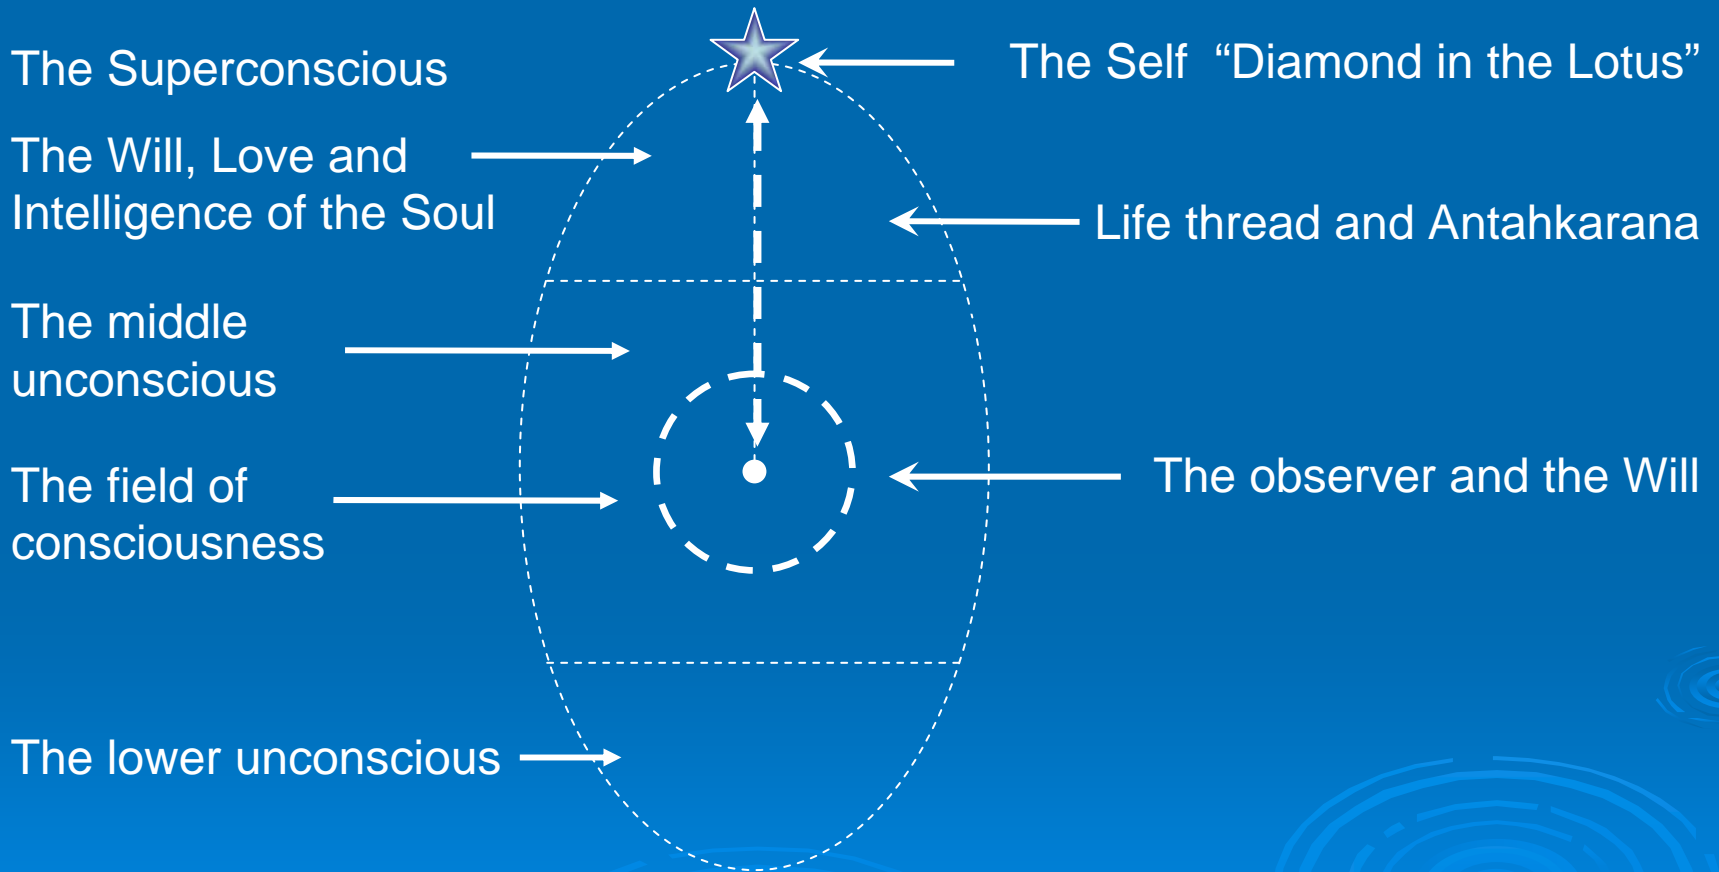 The Superconscious
The Will, Love and
Intelligence of the Soul
The middle
unconscious
The field of
consciousness
The lower unconscious
The Self “Diamond in the Lotus”
Life thread and Antahkarana
The observer and the Will